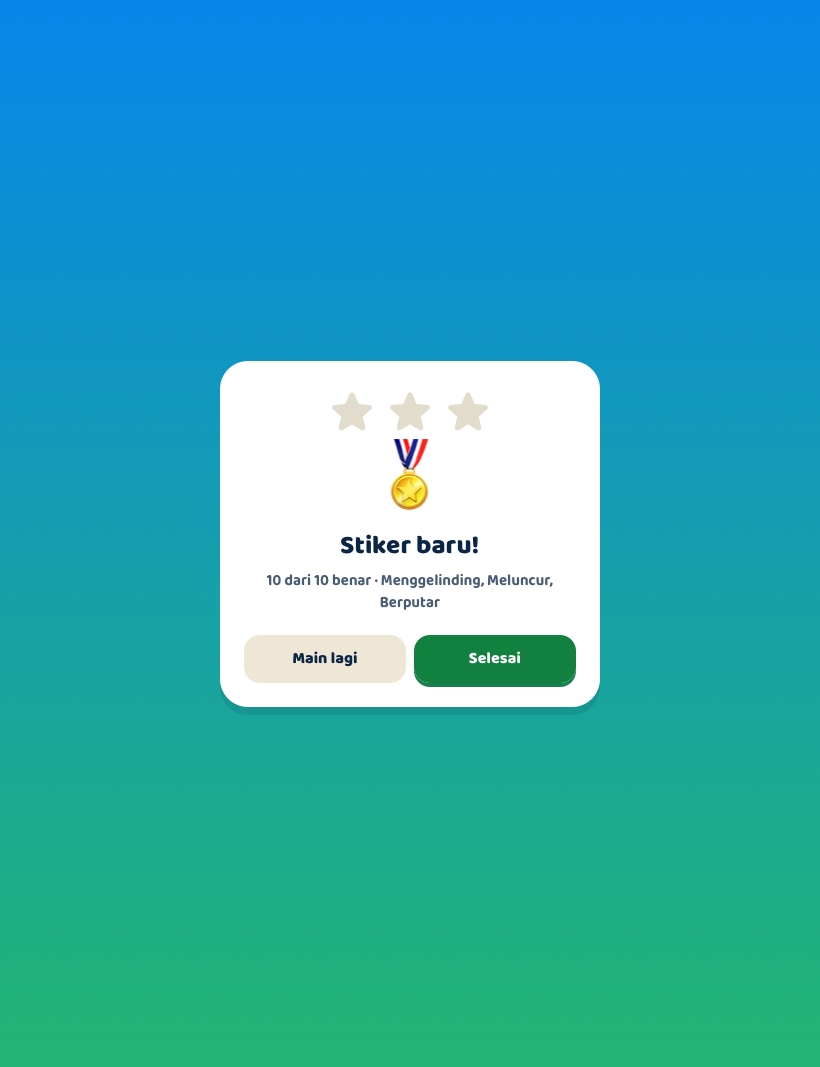 Stiker baru!
10 dari 10 benar · Menggelinding, Meluncur,
Berputar
Main lagi
Selesai